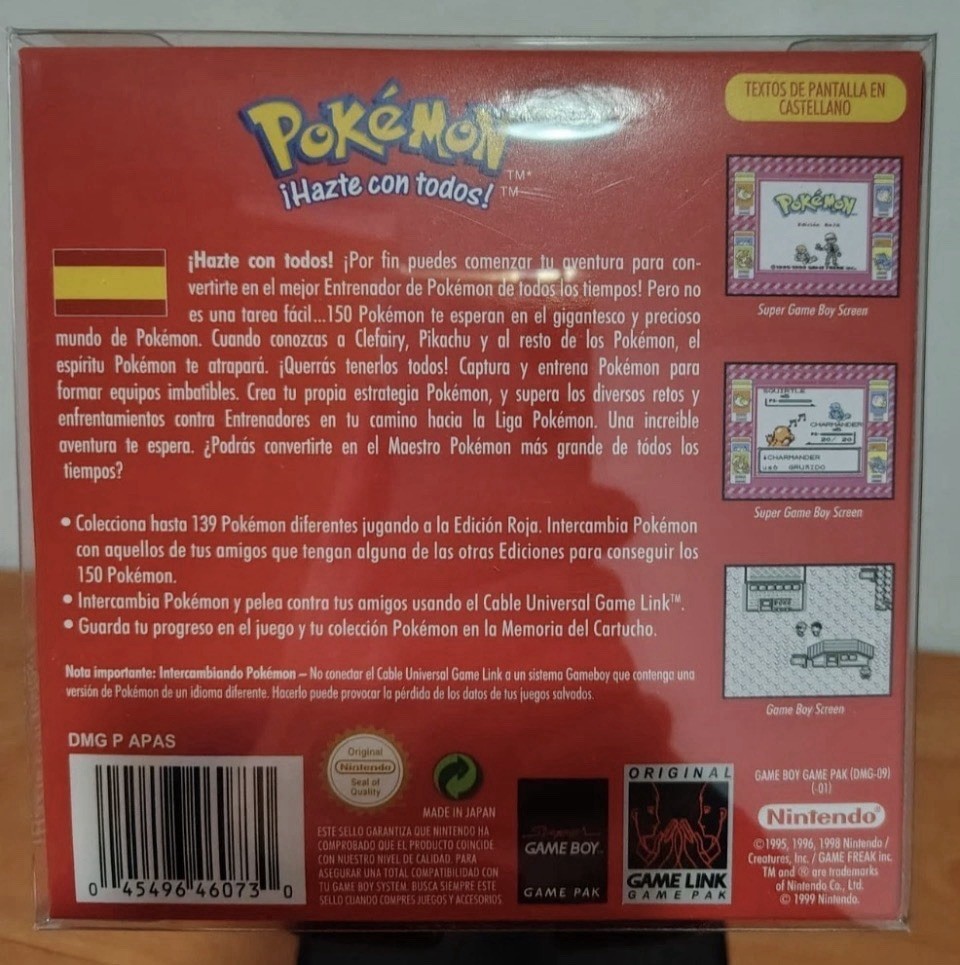 POKéMON
TM*
¡Hazte con todos! TM
TEXTOS DE PANTALLA EN
CASTELLANO
¡Hazte con todos! ¡Por fin puedes comenzar tu aventura para con-
vertirte en el mejor Entrenador de Pokémon de todos los tiempos! Pero no
es una tarea fácil...150 Pokémon te esperan en el gigantesco y precioso
mundo de Pokémon. Cuando conozcas a Clefairy, Pikachu y al resto de los Pokémon, el
espíritu Pokémon te atrapará. ¡Querrás tenerlos todos! Captura y entrena Pokémon para
formar equipos imbatibles. Crea tu propia estrategia Pokémon, y supera los diversos retos y
enfrentamientos contra Entrenadores en tu camino hacia la Liga Pokémon. Una increible
aventura te espera. ¿Podrás convertirte en el Maestro Pokémon más grande de todos los
tiempos?
• Colecciona hasta 139 Pokémon diferentes jugando a la Edición Roja. Intercambia Pokémon
con aquellos de tus amigos que tengan alguna de las otras Ediciones para conseguir los
150 Pokémon.
• Intercambia Pokémon y pelea contra tus amigos usando el Cable Universal Game Link™.
• Guarda tu progreso en el juego y tu colección Pokémon en la Memoria del Cartucho.
Nota importante: Intercambiando Pokémon – No conectar el Cable Universal Game Link a un sistema Gameboy que contenga una
versión de Pokémon de un idioma diferente. Hacerlo puede provocar la pérdida de los datos de tus juegos salvados.
POKéMON
Edición Roja
Super Game Boy Screen
SQUIRTLE
CHARMANDER
20/ 20
¡CHARMANDER
usó GRUÑIDO
Super Game Boy Screen
Game Boy Screen
DMG P APAS
0 45496 46073 0
Original
Nintendo
Seal of
Quality
MADE IN JAPAN
ESTE SELLO GARANTIZA QUE NINTENDO HA
COMPROBADO QUE EL PRODUCTO COINCIDE
CON NUESTRO NIVEL DE CALIDAD. PARA
ASEGURAR UNA TOTAL COMPATIBILIDAD CON
TU GAME BOY SYSTEM. BUSCA SIEMPRE ESTE
SELLO CUANDO COMPRES JUEGOS Y ACCESORIOS
GAME BOY
GAME PAK
ORIGINAL
GAME LINK
GAME PAK
GAME BOY GAME PAK (DMG-09)
(-01)
Nintendo®
©1995, 1996, 1998 Nintendo /
Creatures, Inc. / GAME FREAK inc.
TM and ® are trademarks
of Nintendo Co., Ltd.
© 1999 Nintendo.